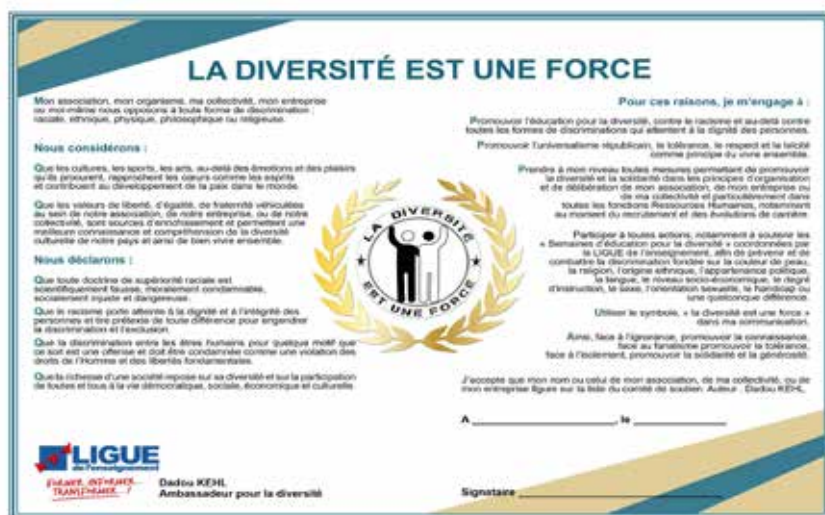 LA DIVERSITÉ EST UNE FORCE
Mon association, mon organisme, ma collectivité, mon entreprise
ou moi-même nous opposons à toute forme de discrimination :
raciale, ethnique, physique, philosophique ou religieuse.
Nous considérons :
Que les cultures, les sports, les arts, au-delà des émotions et des plaisirs
qu'ils procurent, rapprochent les cœurs comme les esprits
et contribuent au développement de la paix dans le monde.
Que les valeurs de liberté, d'égalité, de fraternité véhiculées
au sein de notre association, de notre entreprise, ou de notre
collectivité, sont sources d'enrichissement et permettent une
meilleure connaissance et compréhension de la diversité
culturelle de notre pays et ainsi de bien vivre ensemble.
Nous déclarons :
Que toute doctrine de supériorité raciale est
scientifiquement fausse, moralement condamnable,
socialement injuste et dangereuse.
Que le racisme porte atteinte à la dignité et à l'intégrité des
personnes et tire prétexte de toute différence pour engendrer
la discrimination et l'exclusion.
Que la discrimination entre les êtres humains pour quelque motif que
ce soit est une offense et doit être condamnée comme une violation des
droits de l'Homme et des libertés fondamentales.
Que la richesse d'une société repose sur sa diversité et sur la participation
de toutes et tous à la vie démocratique, sociale, économique et culturelle.
LA DIVERSITÉ
EST UNE FORCE
Pour ces raisons, je m'engage à :
Promouvoir l'éducation pour la diversité, contre le racisme et au-delà contre
toutes les formes de discriminations qui attentent à la dignité des personnes.
Promouvoir l'universalisme républicain, la tolérance, le respect et la laïcité
comme principe du vivre ensemble.
Prendre à mon niveau toutes mesures permettant de promouvoir
la diversité et la solidarité dans les principes d'organisation
et de délibération de mon association, de mon entreprise ou
de ma collectivité et particulièrement dans
toutes les fonctions Ressources Humaines, notamment
au moment du recrutement et des évolutions de carrière.
Participer à toutes actions, notamment à soutenir les
« Semaines d'éducation pour la diversité » coordonnées par
la LIGUE de l'enseignement, afin de prévenir et de
combattre la discrimination fondée sur la couleur de peau,
la religion, l'origine ethnique, l'appartenance politique,
la langue, le niveau socio-économique, le degré
d'instruction, le sexe, l'orientation sexuelle, le handicap ou
une quelconque différence.
Utiliser le symbole, « la diversité est une force »
dans ma communication.
Ainsi, face à l'ignorance, promouvoir la connaissance,
face au fanatisme promouvoir la tolérance,
face à l'isolement, promouvoir la solidarité et la générosité.
J'accepte que mon nom ou celui de mon association, de ma collectivité, ou de
mon entreprise figure sur la liste du comité de soutien. Auteur : Dadou KEHL
A ____________________, le _____________
LIGUE
de l'enseignement
FORMER INFORMER
TRANSFORMER !
Dadou KEHL
Ambassadeur pour la diversité
Signataire ____________________